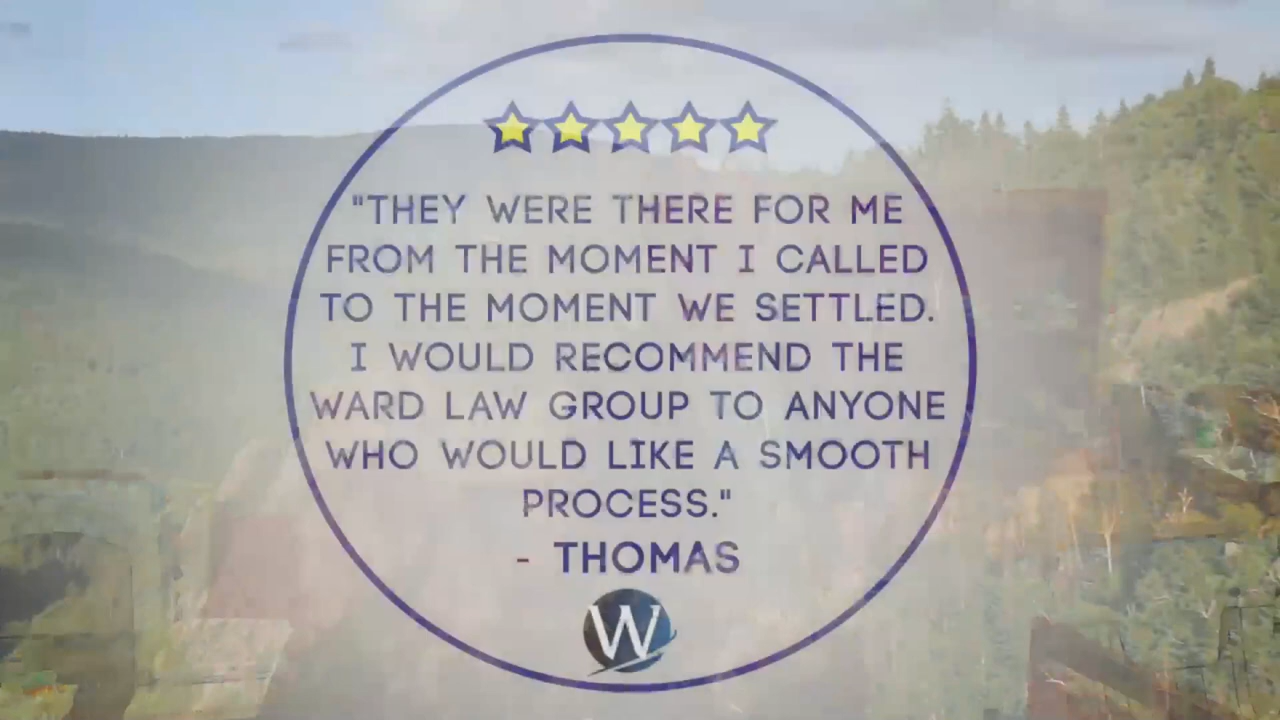 "THEY WERE THERE FOR ME
FROM THE MOMENT I CALLED
TO THE MOMENT WE SETTLED.
I WOULD RECOMMEND THE
WARD LAW GROUP TO ANYONE
WHO WOULD LIKE A SMOOTH
PROCESS."
- THOMAS
W